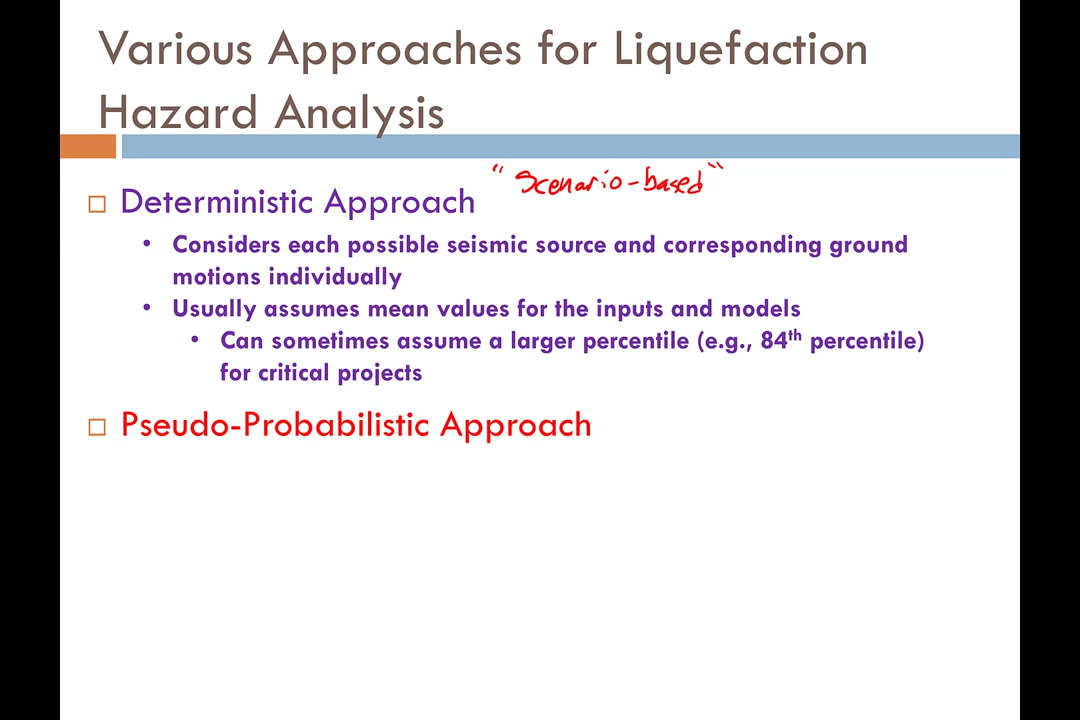 Various Approaches for Liquefaction
Hazard Analysis
"Scenario-based"
Deterministic Approach
• Considers each possible seismic source and corresponding ground
motions individually
• Usually assumes mean values for the inputs and models
• Can sometimes assume a larger percentile (e.g., 84th percentile)
for critical projects
Pseudo-Probabilistic Approach